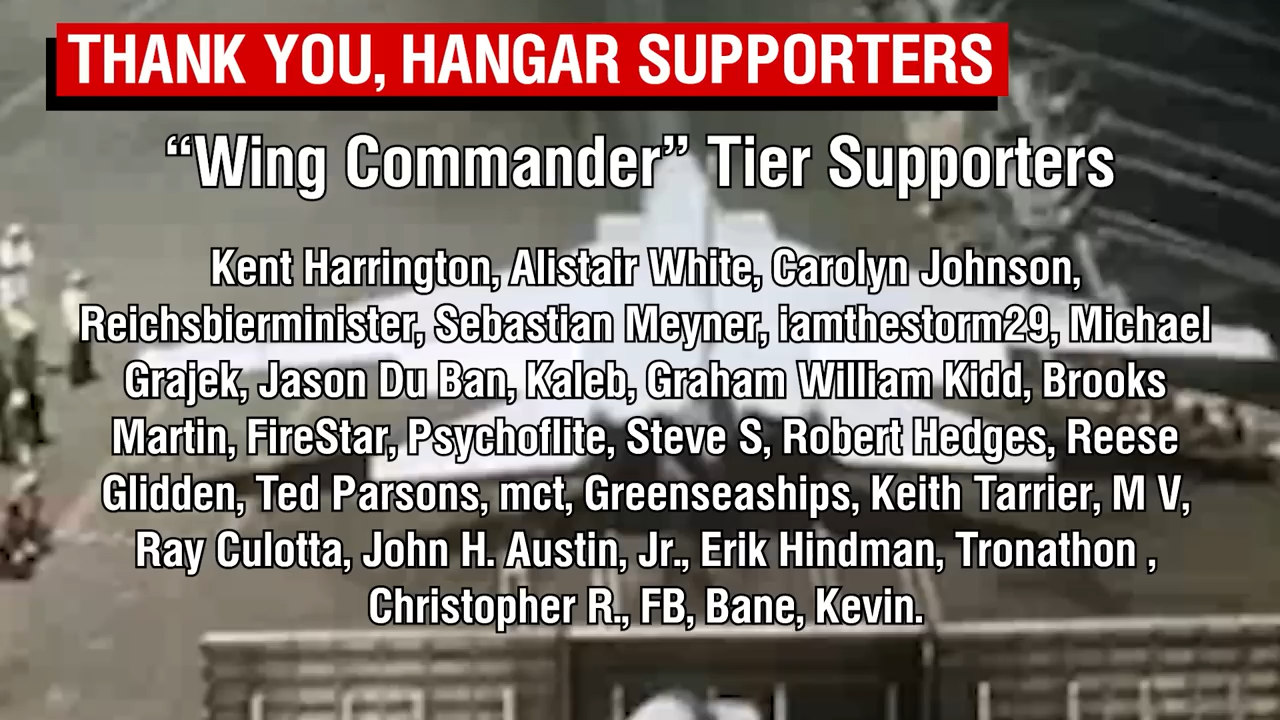 THANK YOU, HANGAR SUPPORTERS
“Wing Commander” Tier Supporters
Kent Harrington, Alistair White, Carolyn Johnson,
Reichsbierminister, Sebastian Meyner, iamthestorm29, Michael
Grajek, Jason Du Ban, Kaleb, Graham William Kidd, Brooks
Martin, FireStar, Psychoflite, Steve S, Robert Hedges, Reese
Glidden, Ted Parsons, mct, Greenseaships, Keith Tarrier, M V,
Ray Culotta, John H. Austin, Jr., Erik Hindman, Tronathon ,
Christopher R., FB, Bane, Kevin.